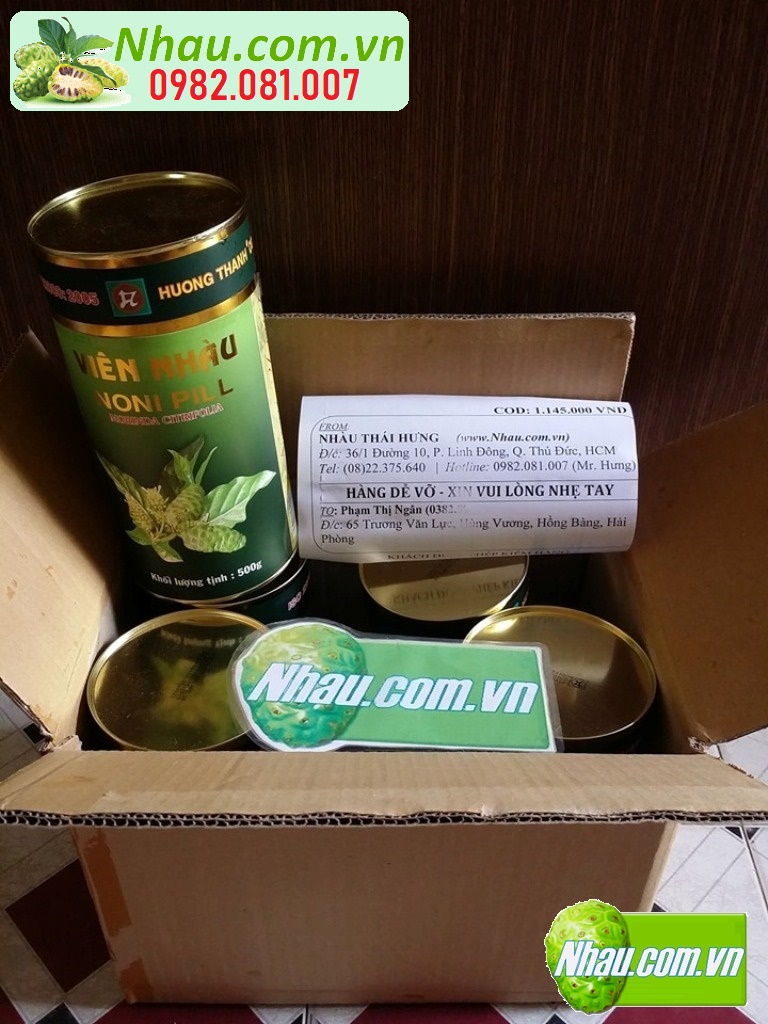 Nhau.com.vn
0982.081.007
2005
HUONG THANH
VIÊN NHÀU
NONI PILL
MORINDA CITRIFOLIA
Khối lượng tịnh : 500g
COD: 1.145.000 VND
FROM:
NHÀU THÁI HƯNG (www.Nhau.com.vn)
Đ/c: 36/1 Đường 10, P. Linh Đông, Q. Thủ Đức, HCM
Tel: (08)22.375.640 | Hotline: 0982.081.007 (Mr. Hưng)
HÀNG DỄ VỠ - XIN VUI LÒNG NHẸ TAY
TO: Phạm Thị Ngân (0382.
Đ/c: 65 Trương Văn Lực, Hùng Vương, Hồng Bàng, Hải
Phòng
Nhau.com.vn
Nhau.com.vn